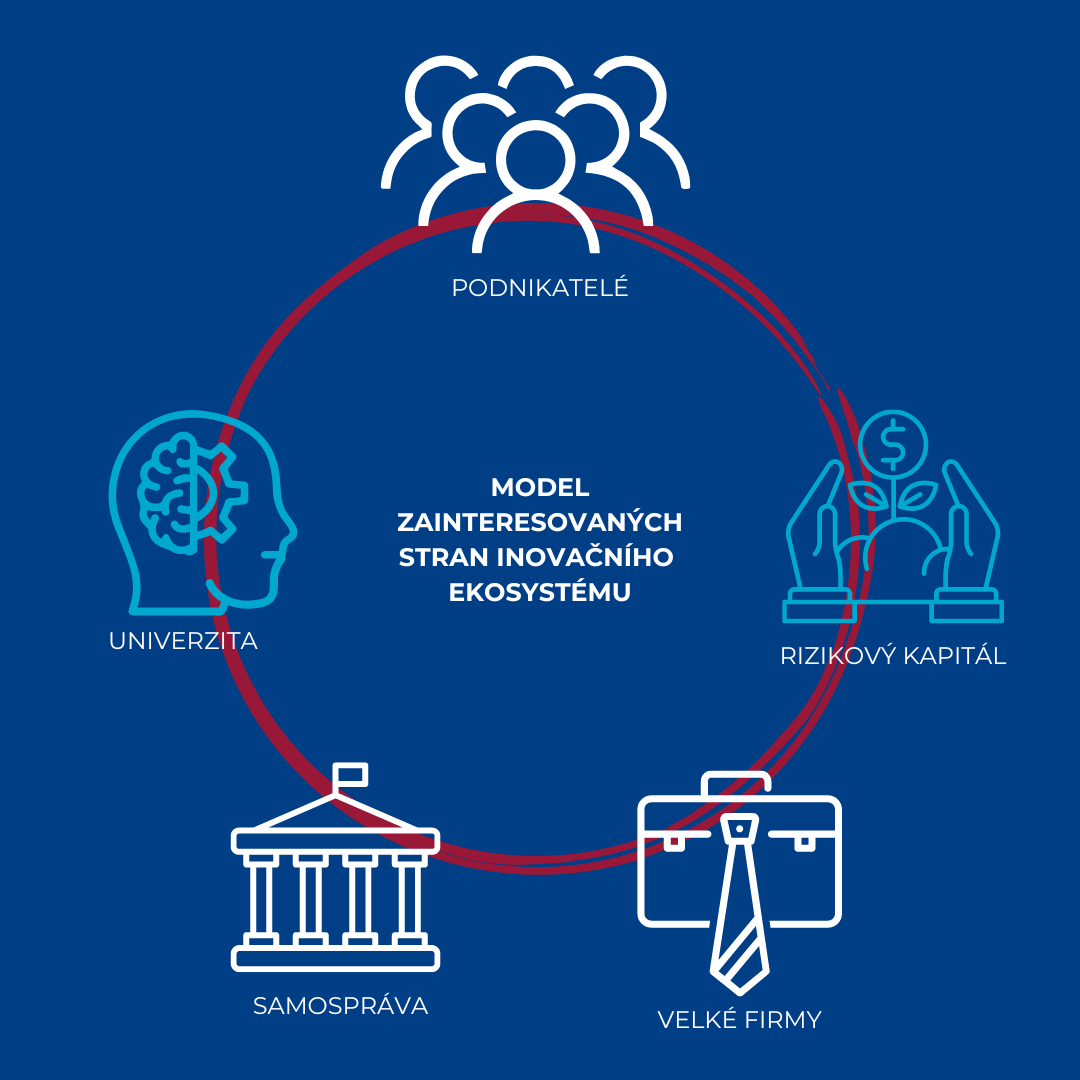 PODNIKATELÉ
MODEL
ZAINTERESOVANÝCH
STRAN INOVAČNÍHO
EKOSYSTÉMU
UNIVERZITA
RIZIKOVÝ KAPITÁL
SAMOSPRÁVA
VELKÉ FIRMY